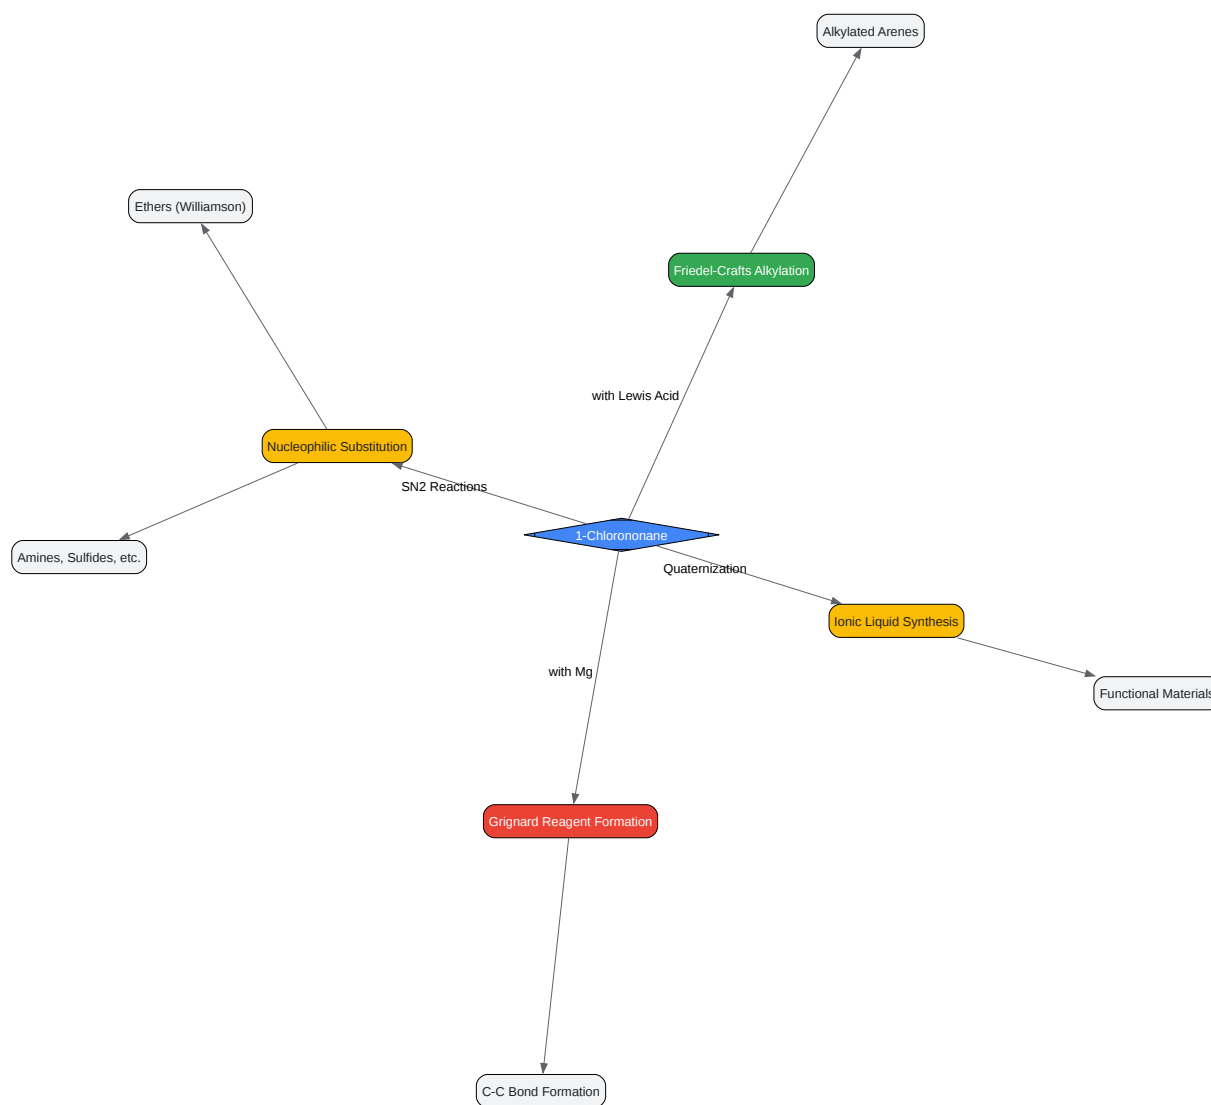 Alkylated Arenes
Ethers (Williamson)
Friedel-Crafts Alkylation
with Lewis Acid
Nucleophilic Substitution
SN2 Reactions
1-Chlorononane
Amines, Sulfides, etc.
Quaternization
Ionic Liquid Synthesis
with Mg
Functional Materials
Grignard Reagent Formation
C-C Bond Formation